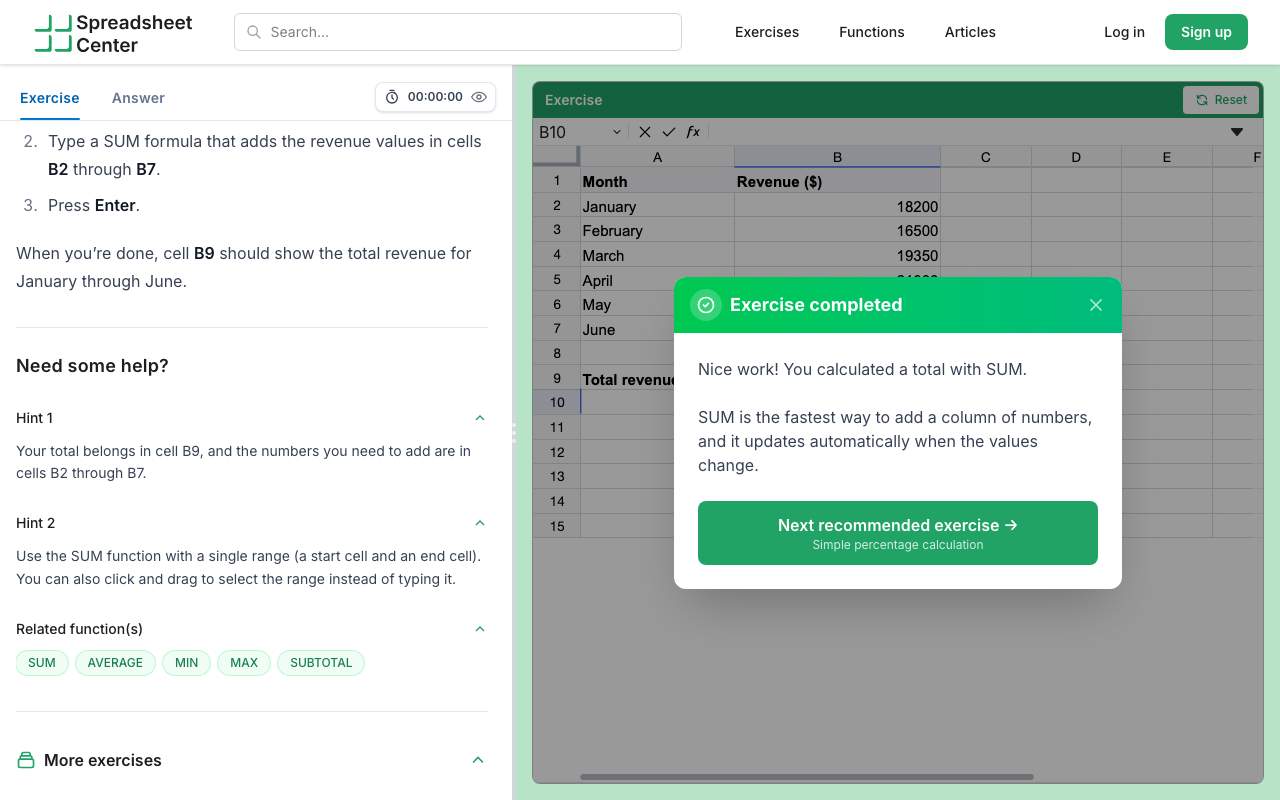 Spreadsheet
Center
Search...
Exercises
Functions
Articles
Log in
Sign up
Exercise
Answer
00:00:00
2. Type a SUM formula that adds the revenue values in cells
B2 through B7.
3. Press Enter.
When you’re done, cell B9 should show the total revenue for
January through June.
Need some help?
Hint 1
Your total belongs in cell B9, and the numbers you need to add are in
cells B2 through B7.
Hint 2
Use the SUM function with a single range (a start cell and an end cell).
You can also click and drag to select the range instead of typing it.
Related function(s)
SUM AVERAGE MIN MAX SUBTOTAL
More exercises
Exercise
Reset
B10 fx
A B C D E F
1 Month Revenue ($)
2 January 18200
3 February 16500
4 March 19350
5 April
6 May
7 June
8
9 Total revenue
10
11
12
13
14
15
Exercise completed
Nice work! You calculated a total with SUM.
SUM is the fastest way to add a column of numbers,
and it updates automatically when the values
change.
Next recommended exercise →
Simple percentage calculation